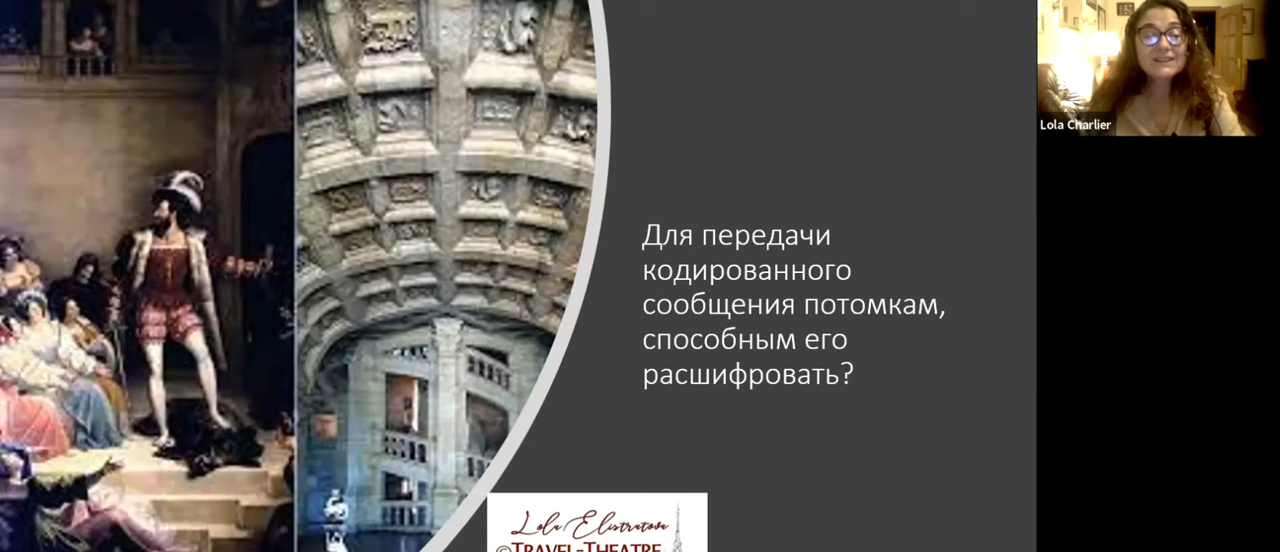 Для передачи
кодированного
сообщения потомкам,
способным его
расшифровать?
Lola Charlier
Lola Elistratova
©TRAVEL-THEATRE